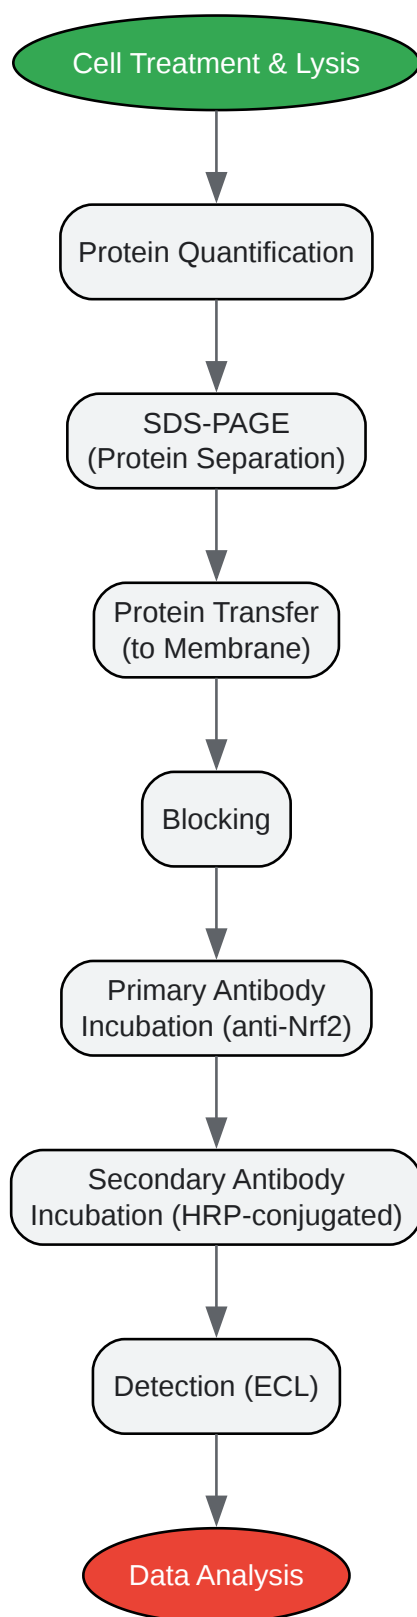 Cell Treatment & Lysis
Protein Quantification
SDS-PAGE
(Protein Separation)
Protein Transfer
(to Membrane)
Blocking
Primary Antibody
Incubation (anti-Nrf2)
Secondary Antibody
Incubation (HRP-conjugated)
Detection (ECL)
Data Analysis